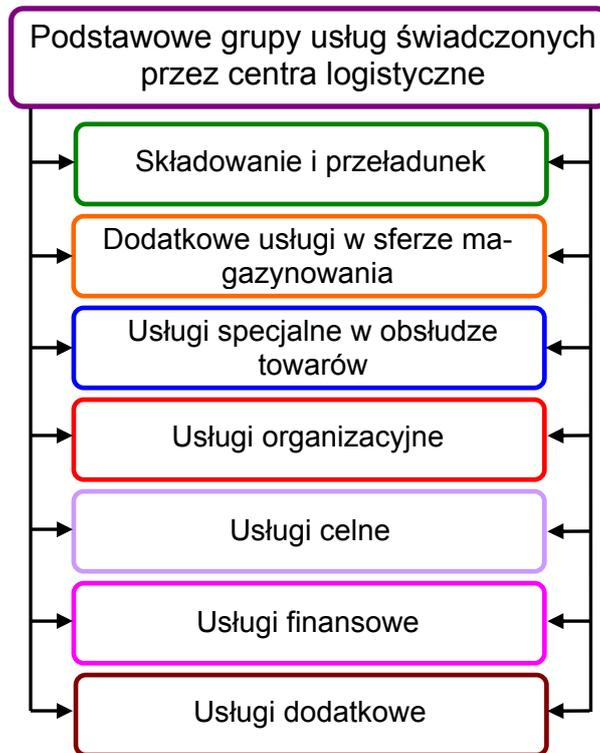 Podstawowe grupy usług świadczonych
przez centra logistyczne
Składowanie i przeładunek
Dodatkowe usługi w sferze ma-
gazynowania
Usługi specjalne w obsłudze
towarów
Usługi organizacyjne
Usługi celne
Usługi finansowe
Usługi dodatkowe